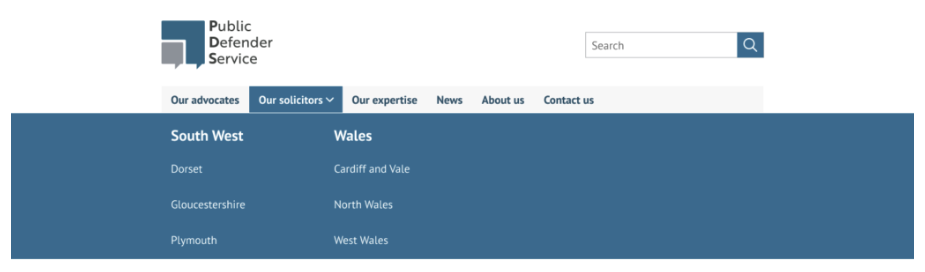 Public
Defender
Service
Search
Our advocates Our solicitors Our expertise News About us Contact us
South West Wales
Dorset Cardiff and Vale
Gloucestershire North Wales
Plymouth West Wales